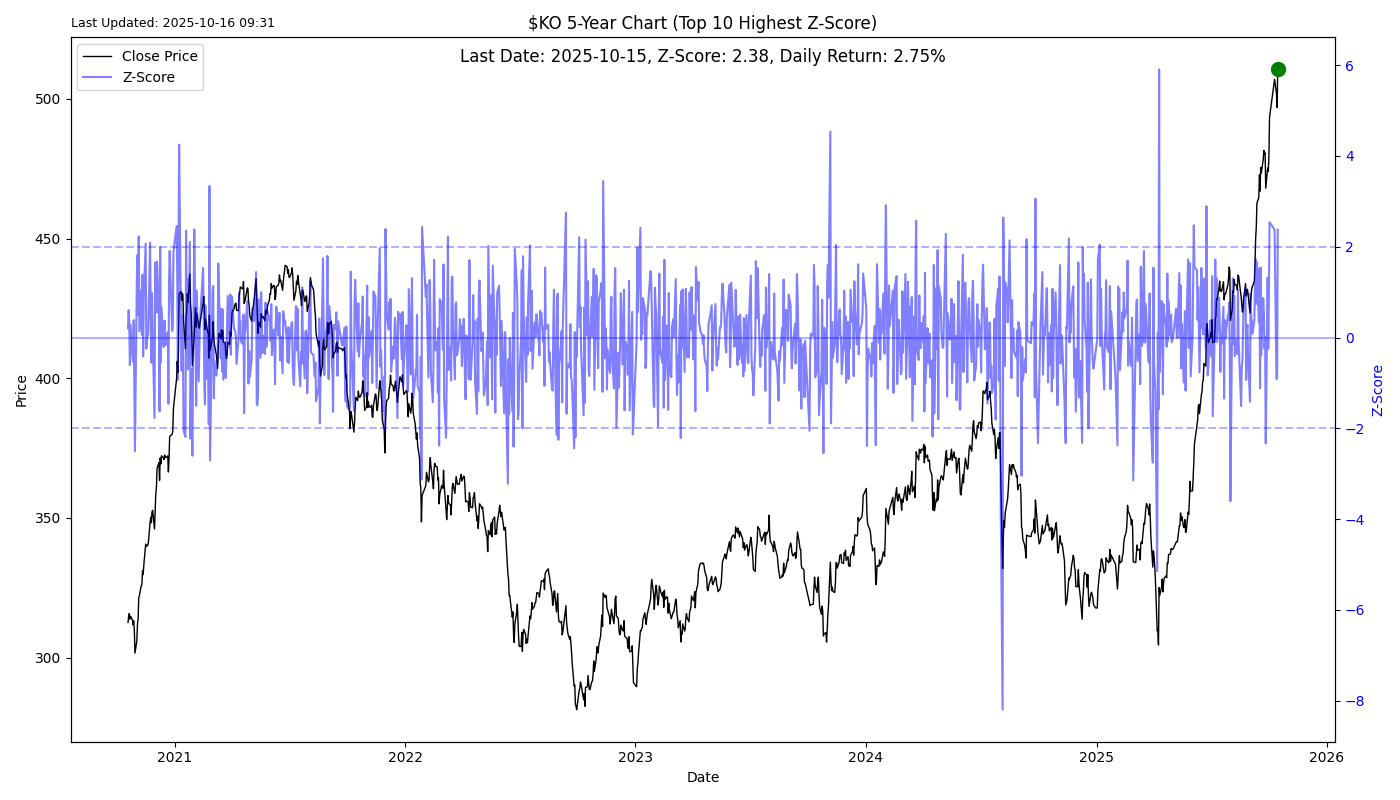 Last Updated: 2025-10-16 09:31
$KO 5-Year Chart (Top 10 Highest Z-Score)
Last Date: 2025-10-15, Z-Score: 2.38, Daily Return: 2.75%
Close Price
Z-Score
500
450
400
350
300
Price
6
4
2
0
−2
−4
−6
−8
Z-Score
2021
2022
2023
2024
2025
2026
Date